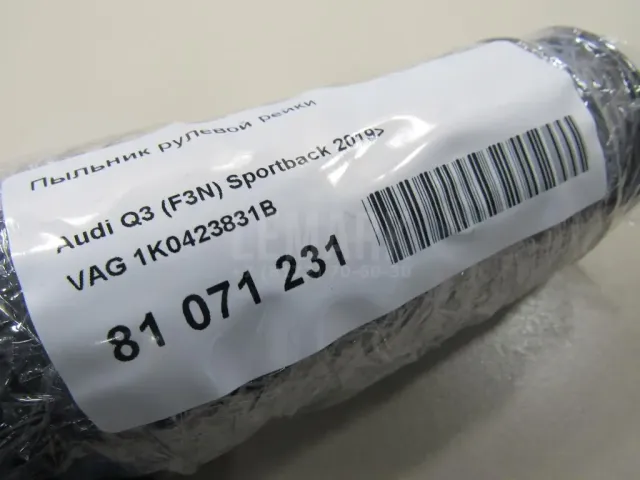 Пыльник рулевой рейки
Audi Q3 (F3N) Sportback 2019>
VAG 1K0423831B
81 071 231